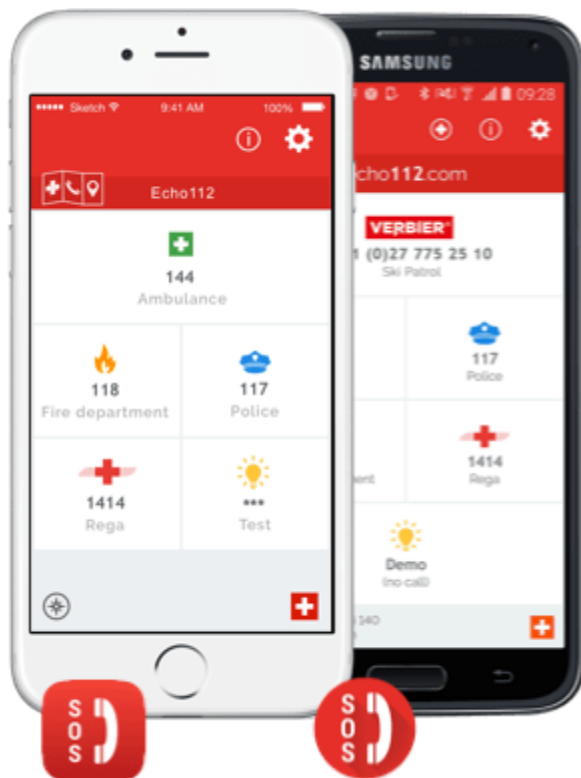 Sketch 9:41 AM 100%
Echo112
144
Ambulance
118
Fire department
117
Police
1414
Rega
***
Test
SAMSUNG
09:28
cho112.com
VERBIER
1 (0)27 775 25 10
Ski Patrol
117
Police
ent
1414
Rega
Demo
(no call)
140
SOS
SOS